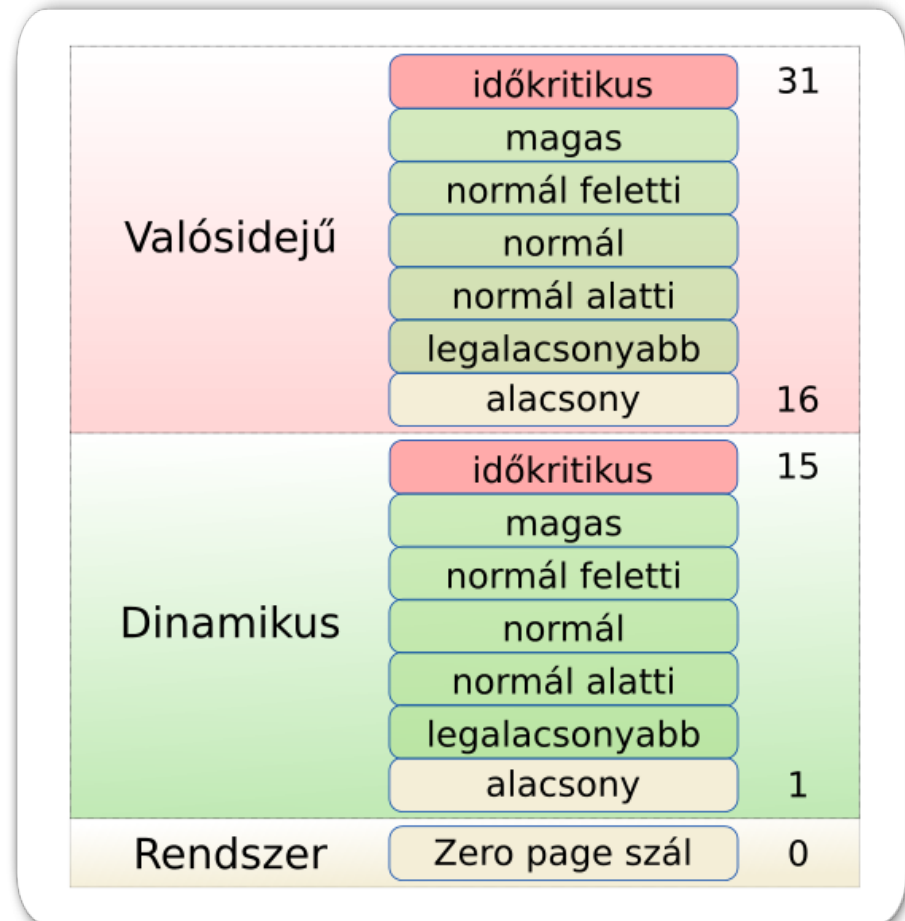 Valósidejű
időkritikus 31
magas
normál feletti
normál
normál alatti
legalacsonyabb
alacsony 16
Dinamikus
időkritikus 15
magas
normál feletti
normál
normál alatti
legalacsonyabb
alacsony 1
Rendszer Zero page szál 0